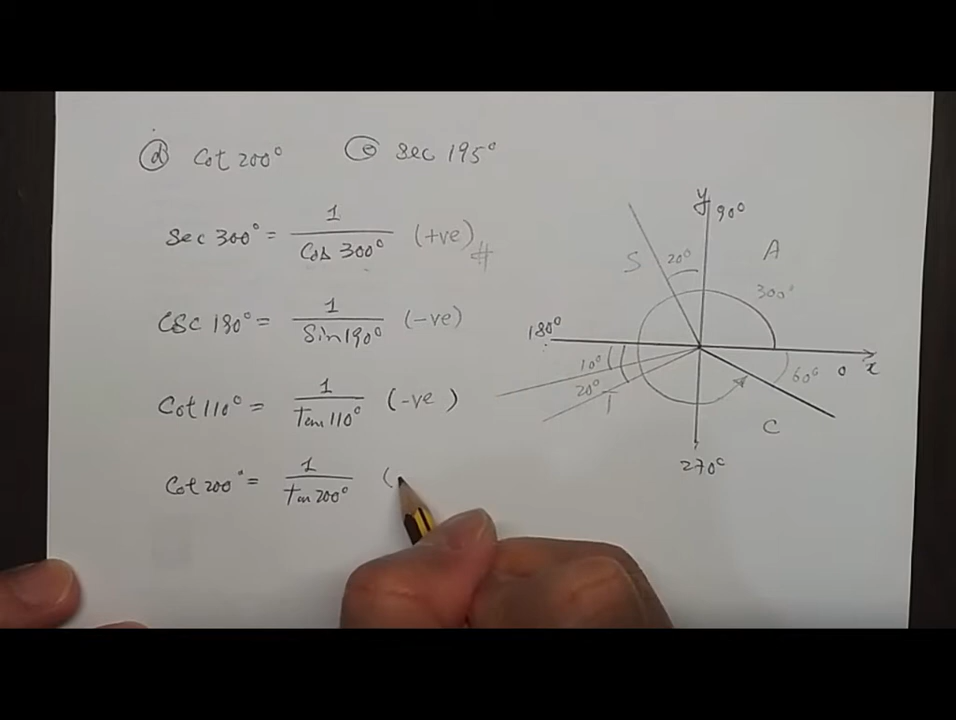 ⓓ Cot 200° ⓔ sec 195°
Sec 300° = 1 / Cos 300° (+ve) #
CSC 180° = 1 / Sin 190° (-ve)
Cot 110° = 1 / Tan 110° (-ve)
Cot 200° = 1 / Tan 200° (
y 90°
S 20° A
300°
180°
10° 60° 0 x
20° T
C
270°